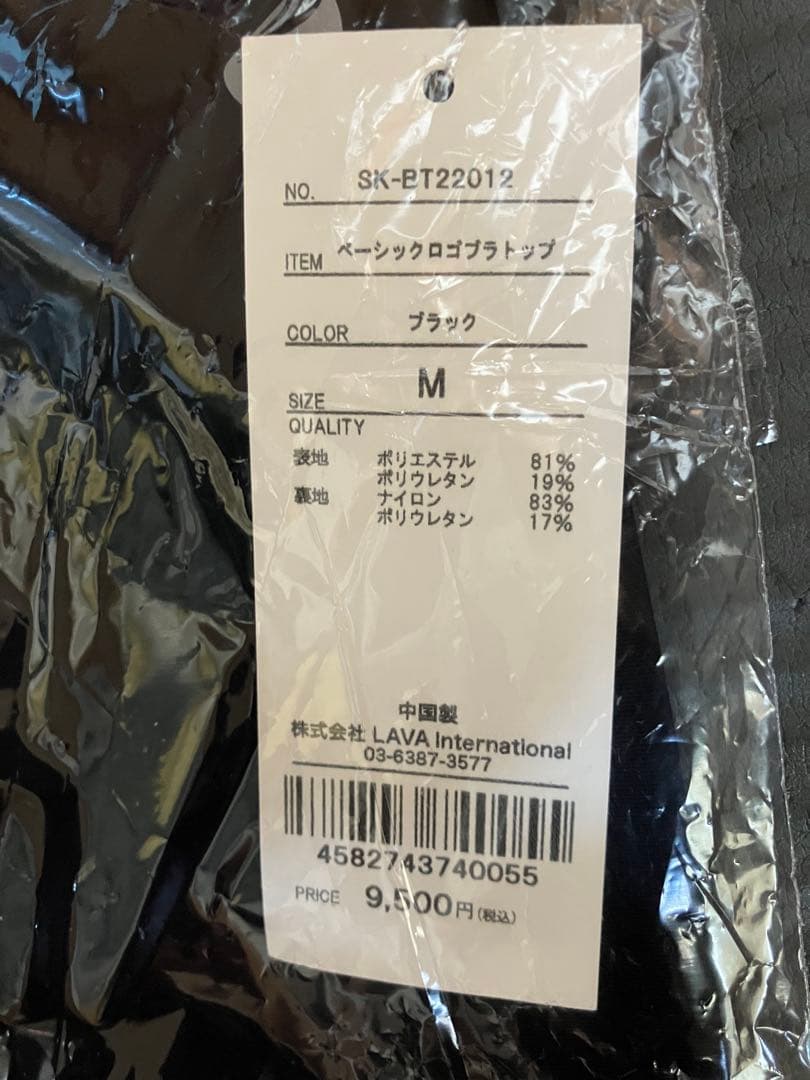 NO. SK-BT22012
ITEM ベーシックロゴブラトップ
COLOR ブラック
SIZE M
QUALITY
表地 ポリエステル 81%
ポリウレタン 19%
裏地 ナイロン 83%
ポリウレタン 17%
中国製
株式会社 LAVA International
03-6387-3577
4582743740055
PRICE 9,500円(税込)